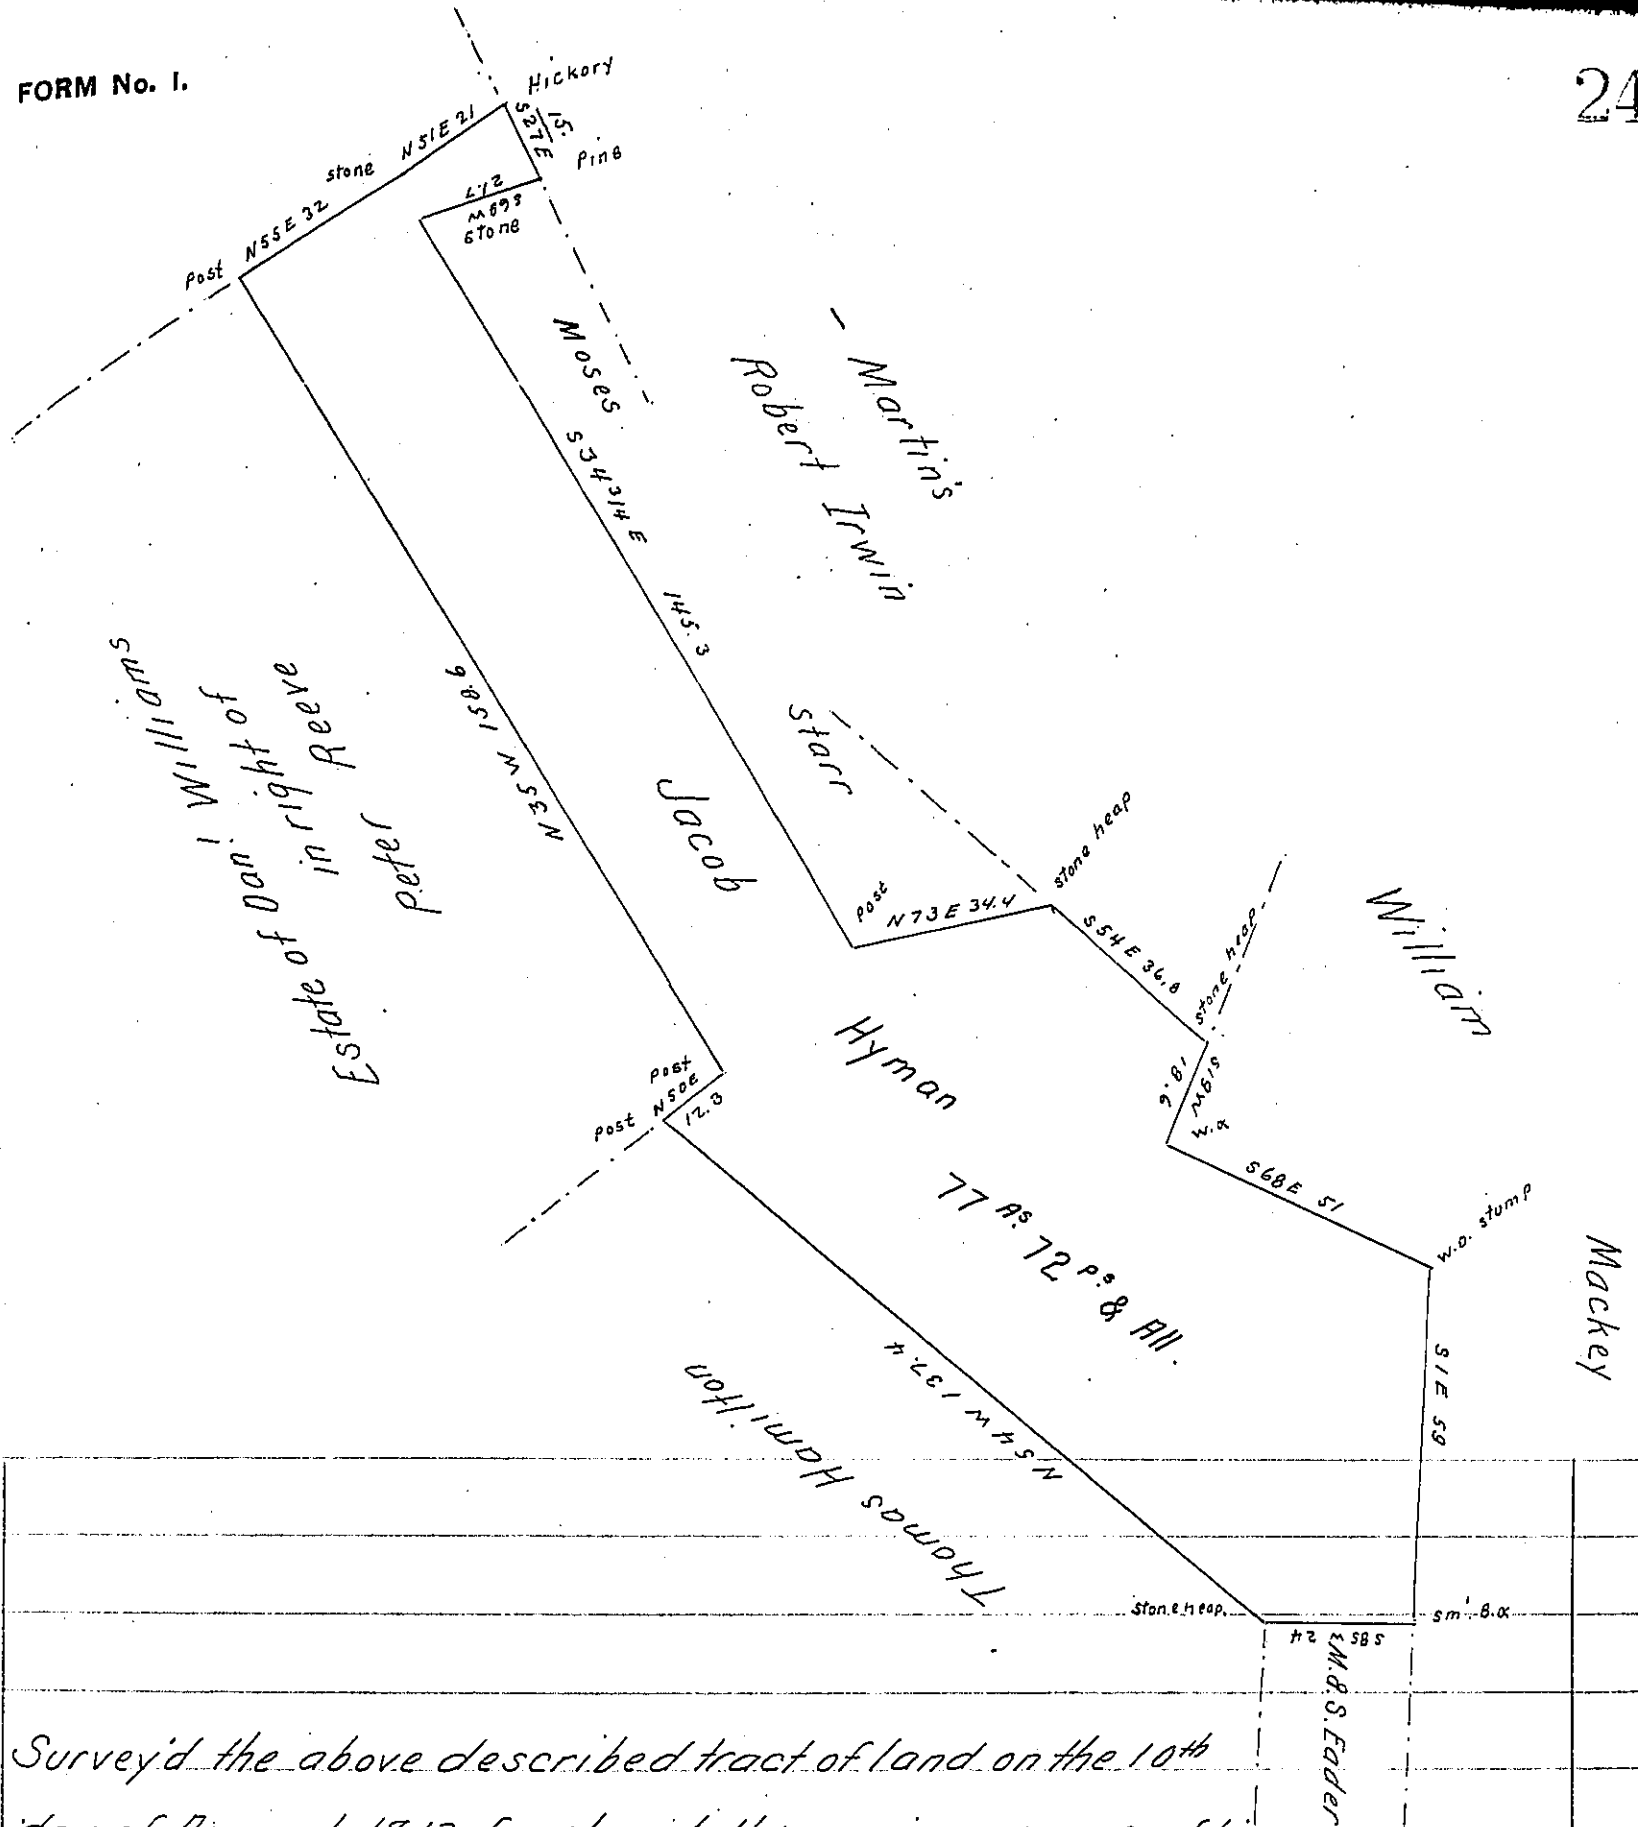 FORM No. 1.
24
Hickory
15.
S27E
Pine
N51E 21
stone
N55E 32
Post
21.7
S69W
stone
Moses
S34 3/4 E
145.3
Starr
- Martin's
Robert Irwin
Estate of Dan'l Williams
in right of
Peter Reeve
N35W 158.6
Jacob
Post
N73E 34.4
stone heap
S54E 36.8
stone heap
S19W
18.6
W.O.
William
Hyman
post
N50E
12.3
post
77 As. 72 Ps. & All.
S68E 51
W.O. stump
Mackey
S1E 59
N54W 137.4
Thomas Hamilton
stone heap.
S85W 24
sm'l B.O.
M.&S. Eader
Survey'd the above described tract of land on the 10th